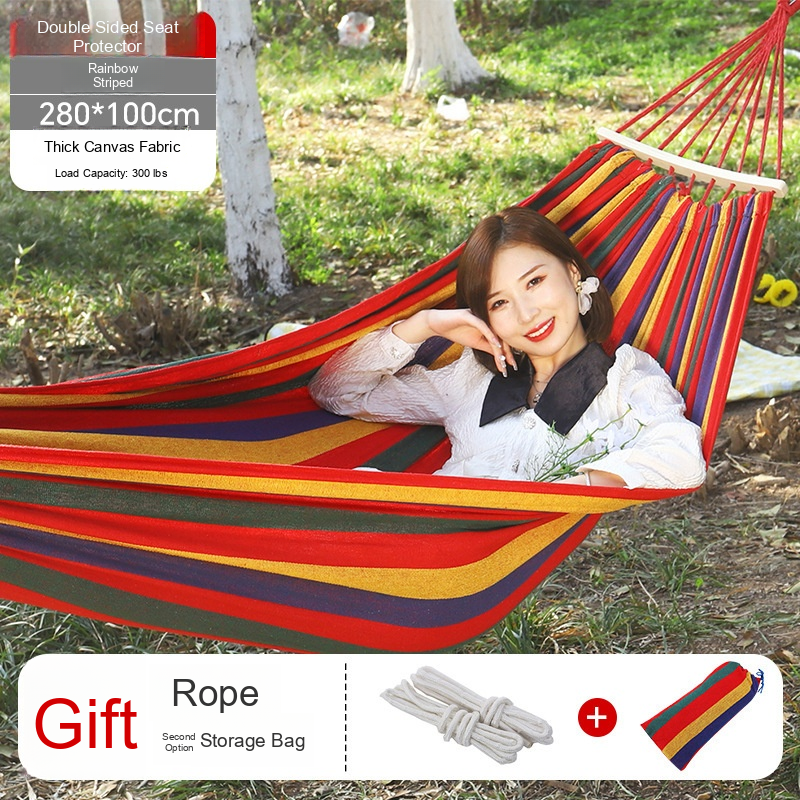 Double Sided Seat
Protector
Rainbow
Striped
280*100cm
Thick Canvas Fabric
Load Capacity: 300 lbs
Gift
Rope
Second
Option
Storage Bag